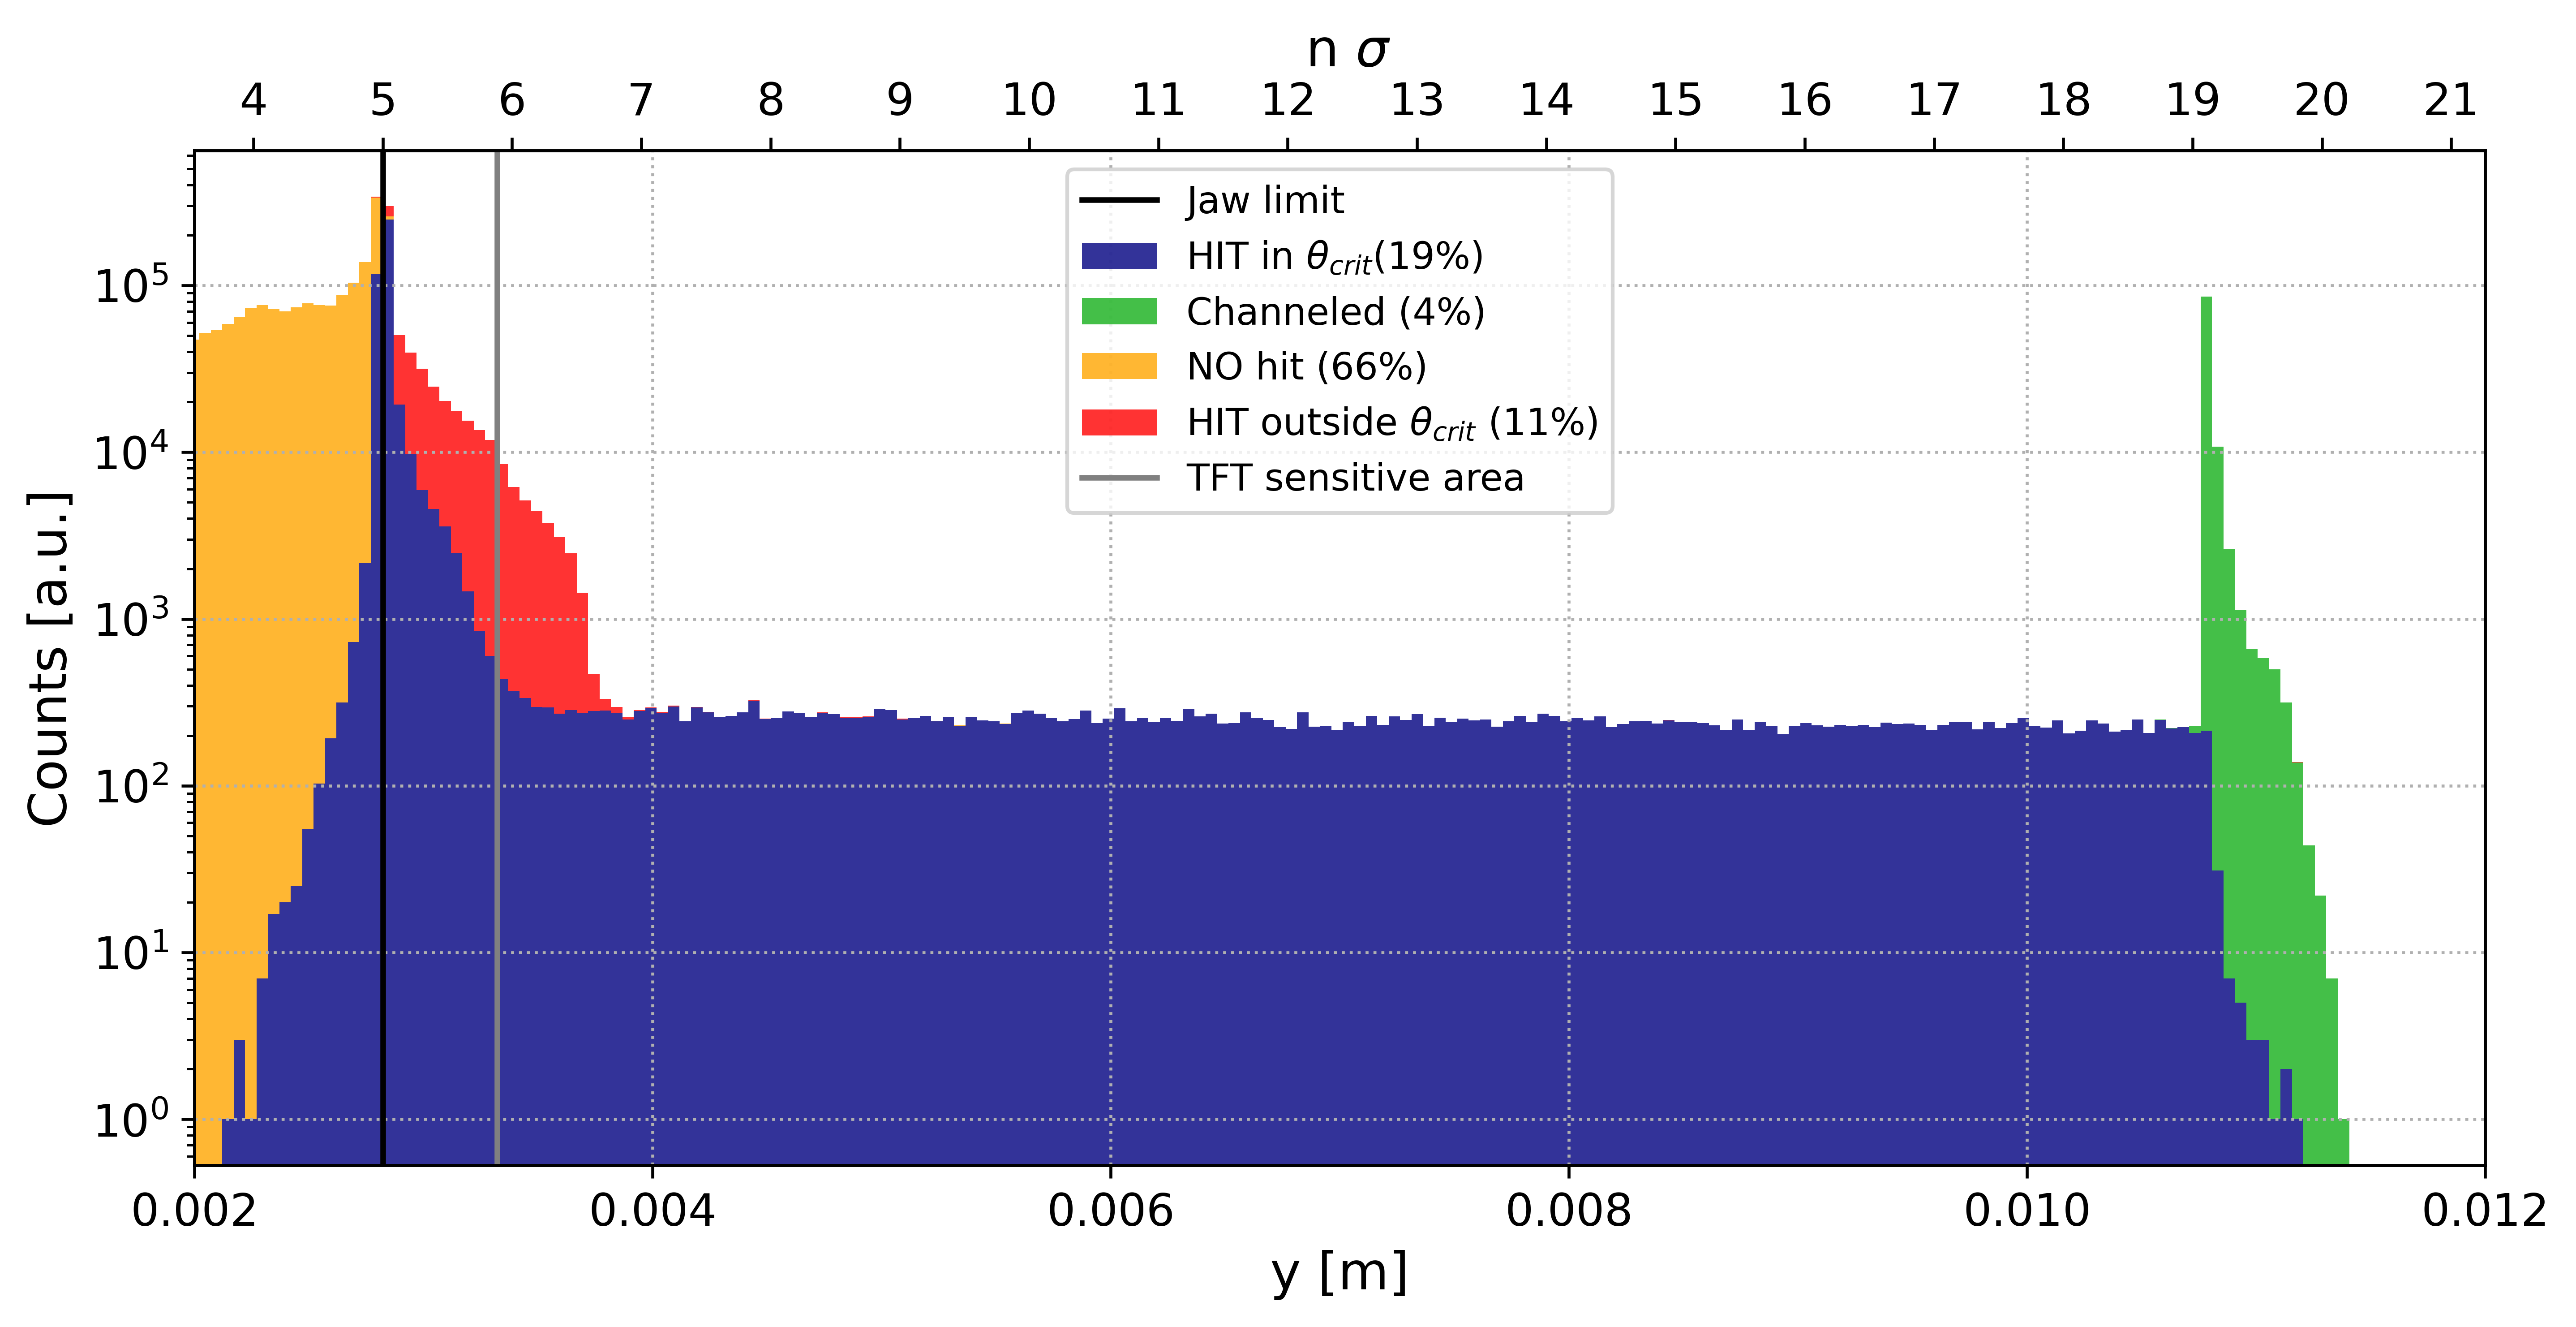 n σ
4 5 6 7 8 9 10 11 12 13 14 15 16 17 18 19 20 21
Jaw limit
HIT in θcrit(19%)
Channeled (4%)
NO hit (66%)
HIT outside θcrit (11%)
TFT sensitive area
Counts [a.u.]
10⁵
10⁴
10³
10²
10¹
10⁰
0.002 0.004 0.006 0.008 0.010 0.012
y [m]